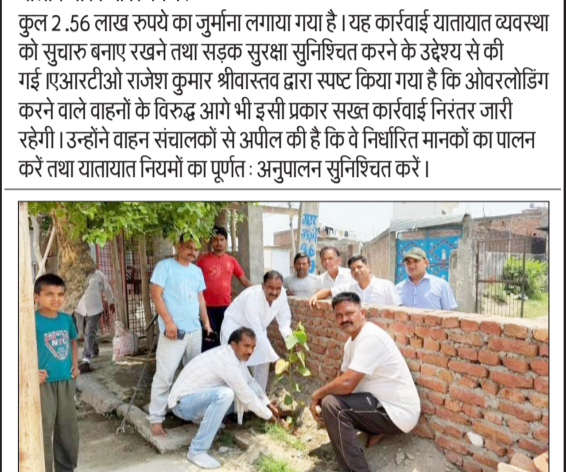 कुल 2.56 लाख रुपये का जुर्माना लगाया गया है। यह कार्रवाई यातायात व्यवस्था
को सुचारु बनाए रखने तथा सड़क सुरक्षा सुनिश्चित करने के उद्देश्य से की
गई।एआरटीओ राजेश कुमार श्रीवास्तव द्वारा स्पष्ट किया गया है कि ओवरलोडिंग
करने वाले वाहनों के विरुद्ध आगे भी इसी प्रकार सख्त कार्रवाई निरंतर जारी
रहेगी। उन्होंने वाहन संचालकों से अपील की है कि वे निर्धारित मानकों का पालन
करें तथा यातायात नियमों का पूर्णत: अनुपालन सुनिश्चित करें।